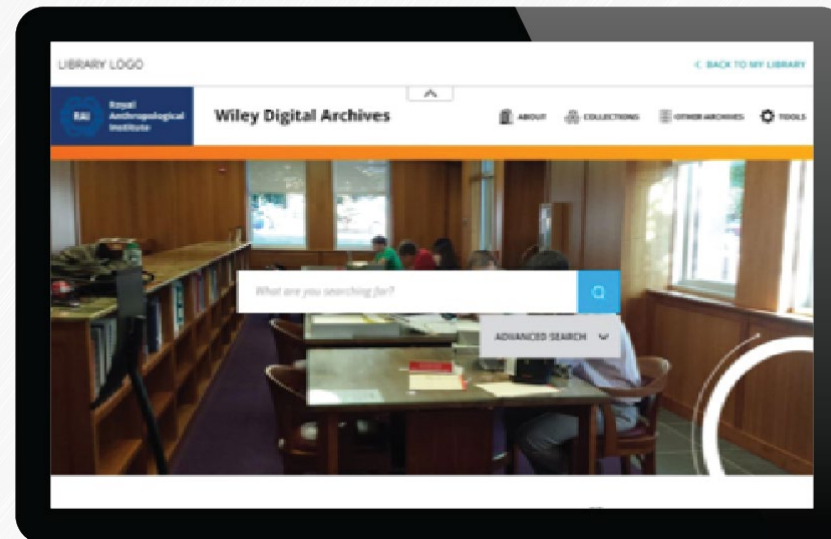 LIBRARY LOGO
< BACK TO MY LIBRARY
RAI
Royal
Anthropological
Institute
Wiley Digital Archives
ABOUT
COLLECTIONS
OTHER ARCHIVES
TOOLS
What are you searching for?
ADVANCED SEARCH